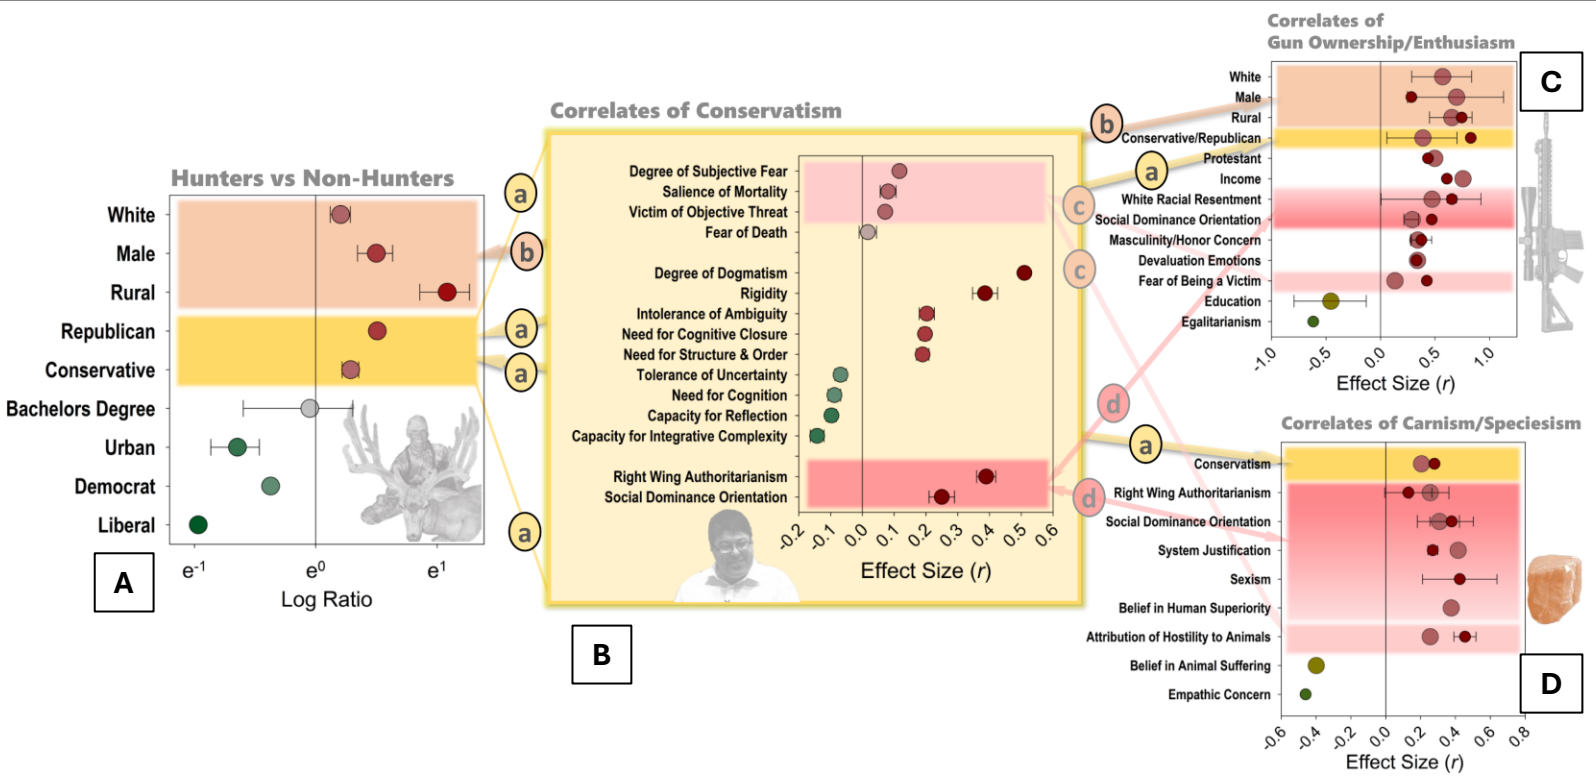 Hunters vs Non-Hunters
White
Male
Rural
Republican
Conservative
Bachelors Degree
Urban
Democrat
Liberal
e-1 e0 e1
Log Ratio
A
a
b
a
a
a
Correlates of Conservatism
Degree of Subjective Fear
Salience of Mortality
Victim of Objective Threat
Fear of Death
Degree of Dogmatism
Rigidity
Intolerance of Ambiguity
Need for Cognitive Closure
Need for Structure & Order
Tolerance of Uncertainty
Need for Cognition
Capacity for Reflection
Capacity for Integrative Complexity
Right Wing Authoritarianism
Social Dominance Orientation
-0.2 -0.1 0.0 0.1 0.2 0.3 0.4 0.5 0.6
Effect Size (r)
B
b
a
c
c
d
a
d
Correlates of
Gun Ownership/Enthusiasm
C
White
Male
Rural
Conservative/Republican
Protestant
Income
White Racial Resentment
Social Dominance Orientation
Masculinity/Honor Concern
Devaluation Emotions
Fear of Being a Victim
Education
Egalitarianism
-1.0 -0.5 0.0 0.5 1.0
Effect Size (r)
Correlates of Carnism/Speciesism
Conservatism
Right Wing Authoritarianism
Social Dominance Orientation
System Justification
Sexism
Belief in Human Superiority
Attribution of Hostility to Animals
Belief in Animal Suffering
Empathic Concern
D
-0.6 -0.4 -0.2 0.0 0.2 0.4 0.6 0.8
Effect Size (r)